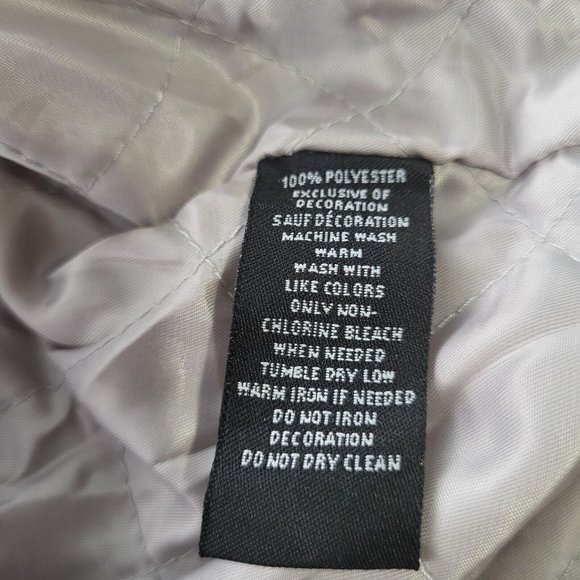 100% POLYESTER
EXCLUSIVE OF
DECORATION
SAUF DÉCORATION
MACHINE WASH
WARM
WASH WITH
LIKE COLORS
ONLY NON-
CHLORINE BLEACH
WHEN NEEDED
TUMBLE DRY LOW
WARM IRON IF NEEDED
DO NOT IRON
DECORATION
DO NOT DRY CLEAN